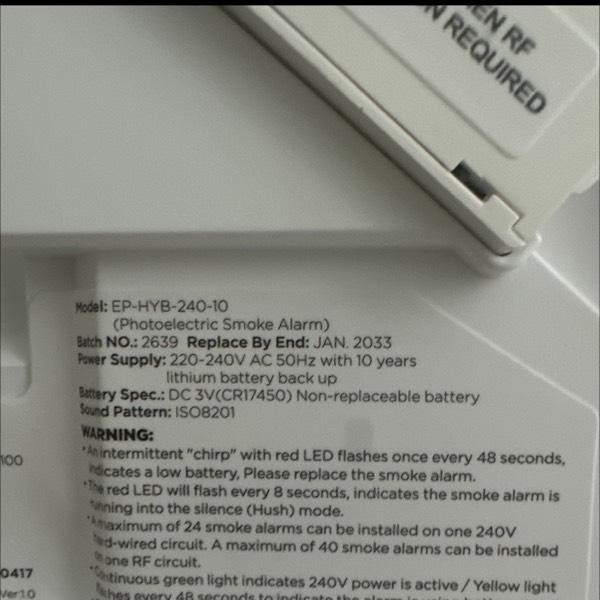 EN RF
N REQUIRED
Model: EP-HYB-240-10
(Photoelectric Smoke Alarm)
Batch NO.: 2639 Replace By End: JAN. 2033
Power Supply: 220-240V AC 50Hz with 10 years
lithium battery back up
Battery Spec.: DC 3V(CR17450) Non-replaceable battery
Sound Pattern: ISO8201
WARNING:
*An intermittent "chirp" with red LED flashes once every 48 seconds,
100
indicates a low battery, Please replace the smoke alarm.
*The red LED will flash every 8 seconds, indicates the smoke alarm is
running into the silence (Hush) mode.
*A maximum of 24 smoke alarms can be installed on one 240V
hard-wired circuit. A maximum of 40 smoke alarms can be installed
on one RF circuit.
0417
*Continuous green light indicates 240V power is active / Yellow light
Ver1.0
flashes every 48 seconds to indicate the alarm is using